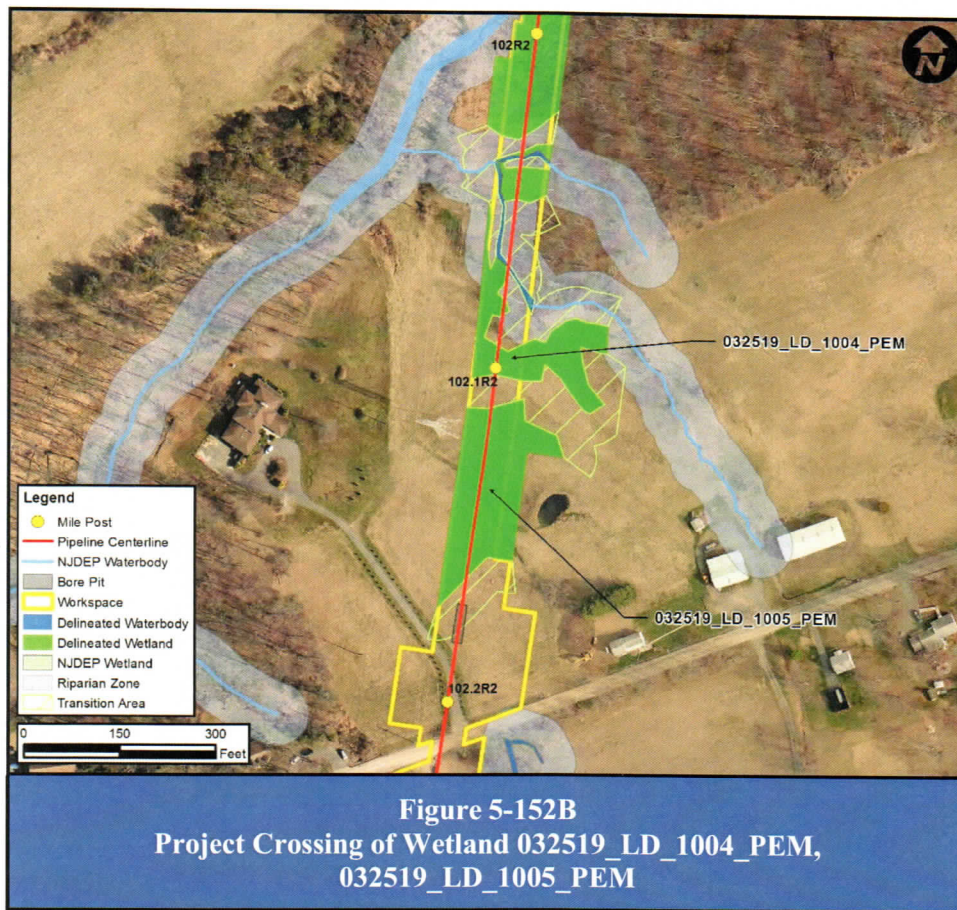 102R2
N
032519_LD_1004_PEM
102.1R2
Legend
Mile Post
Pipeline Centerline
NJDEP Waterbody
Bore Pit
Workspace
Delineated Waterbody
Delineated Wetland
NJDEP Wetland
Riparian Zone
Transition Area
032519_LD_1005_PEM
102.2R2
0 150 300
Feet
Figure 5-152B
Project Crossing of Wetland 032519_LD_1004_PEM,
032519_LD_1005_PEM